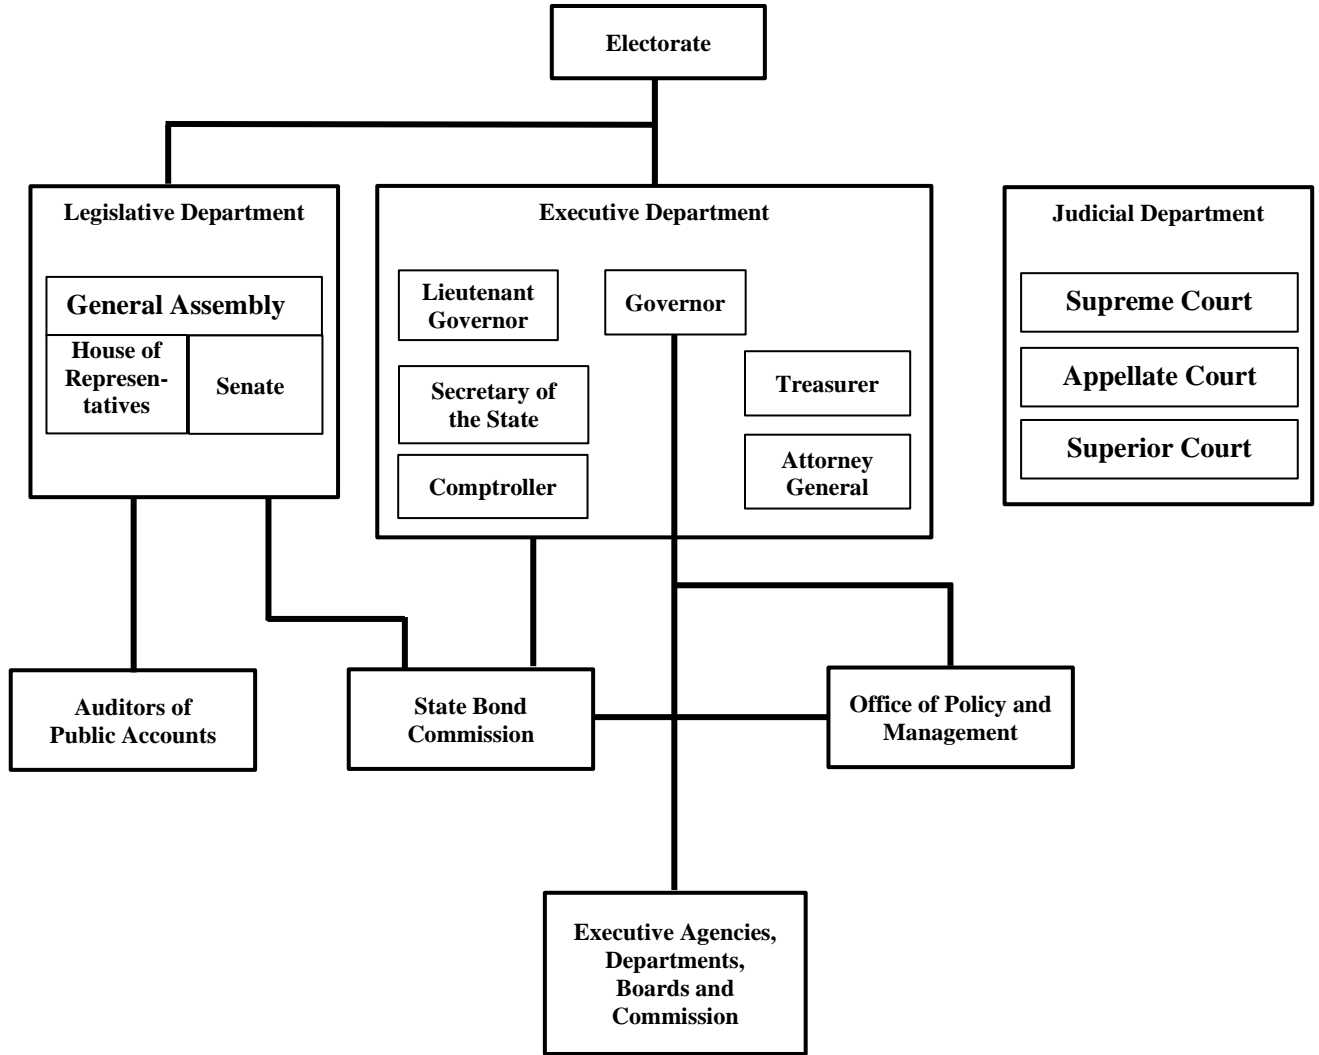 Electorate
Legislative Department
General Assembly
House of
Represen-
tatives
Senate
Executive Department
Lieutenant
Governor
Governor
Secretary of
the State
Treasurer
Comptroller
Attorney
General
Judicial Department
Supreme Court
Appellate Court
Superior Court
Auditors of
Public Accounts
State Bond
Commission
Office of Policy and
Management
Executive Agencies,
Departments,
Boards and
Commission